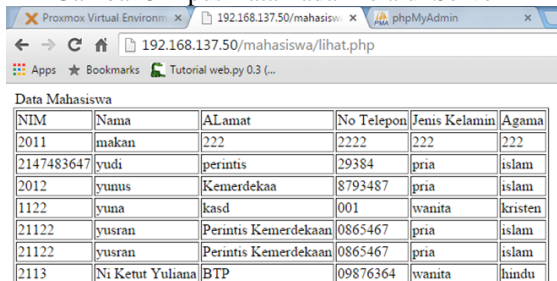 Proxmox Virtual Environm
192.168.137.50/mahasisw
phpMyAdmin
192.168.137.50/mahasiswa/lihat.php
Apps Bookmarks Tutorial web.py 0.3 (...
Data Mahasiswa
NIM Nama ALamat No Telepon Jenis Kelamin Agama
2011 makan 222 2222 222 222
2147483647 yudi perintis 29384 pria islam
2012 yunus Kemerdekaa 8793487 pria islam
1122 yuna kasd 001 wanita kristen
21122 yusran Perintis Kemerdekaan 0865467 pria islam
21122 yusran Perintis Kemerdekaan 0865467 pria islam
2113 Ni Ketut Yuliana BTP 09876364 wanita hindu